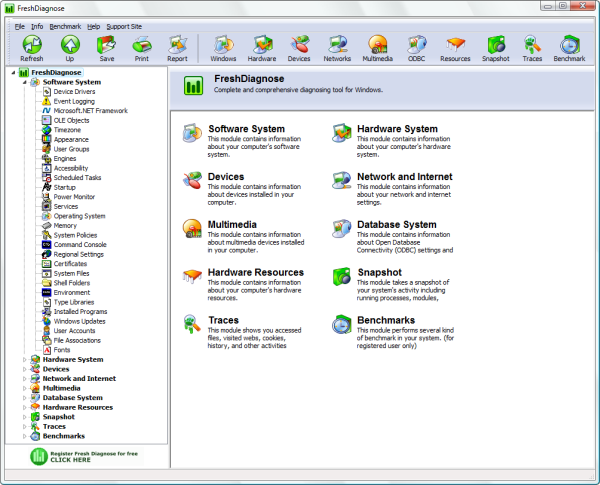 FreshDiagnose
File Info Benchmark Help Support Site
Refresh Up Save Print Report Windows Hardware Devices Networks Multimedia ODBC Resources Snapshot Traces Benchmark
FreshDiagnose
Software System
Device Drivers
Event Logging
Microsoft.NET Framework
OLE Objects
Timezone
Appearance
User Groups
Engines
Accessibility
Scheduled Tasks
Startup
Power Monitor
Services
Operating System
Memory
System Policies
Command Console
Regional Settings
Certificates
System Files
Shell Folders
Environment
Type Libraries
Installed Programs
Windows Updates
User Accounts
File Associations
Fonts
Hardware System
Devices
Network and Internet
Multimedia
Database System
Hardware Resources
Snapshot
Traces
Benchmarks
Register Fresh Diagnose for free
CLICK HERE
FreshDiagnose
Complete and comprehensive diagnosing tool for Windows.
Software System
This module contains information
about your computer's software
system.
Hardware System
This module contains information
about your computer's hardware
system.
Devices
This module contains information
about devices installed in your
computer.
Network and Internet
This module contains information
about your network and internet
settings.
Multimedia
This module contains information
about multimedia devices installed
in your computer.
Database System
This module contains information
about Open Database
Connectivity (ODBC) settings and
Hardware Resources
This module contains information
about your computer's hardware
resources.
Snapshot
This module takes a snapshot of
your system's activity including
running processes, modules,
Traces
This module shows you accessed
files, visited webs, cookies,
history, and other activities
Benchmarks
This module performs several kind
of benchmark in your system. (for
registered user only)